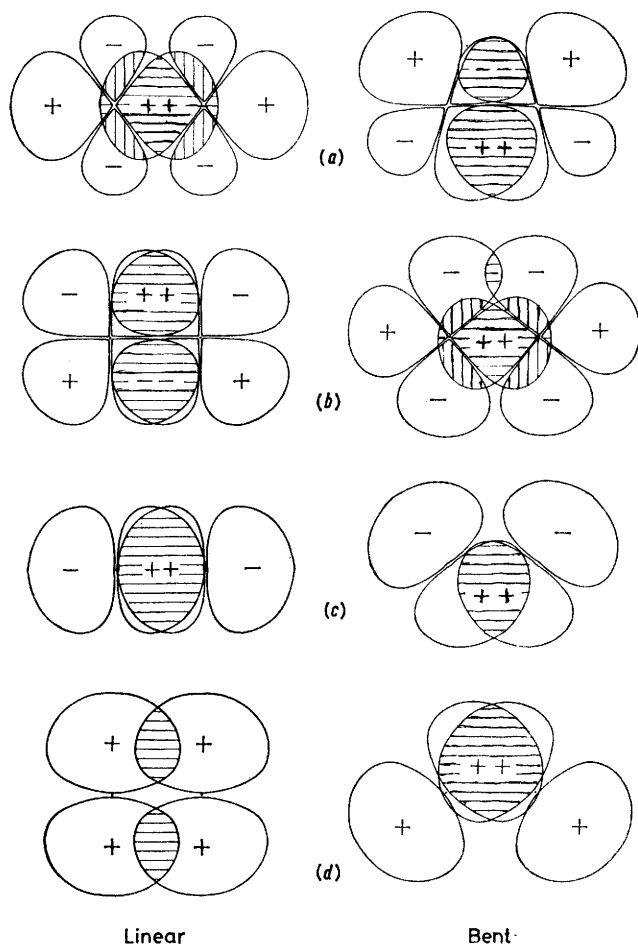 − −
+ + + +
− −
+ − +
− + + −
(a)
− + + −
+ − − +
− −
+ + + +
− −
(b)
− + + −
− −
+ +
(c)
+ +
+ +
+ +
+ +
(d)
Linear
Bent